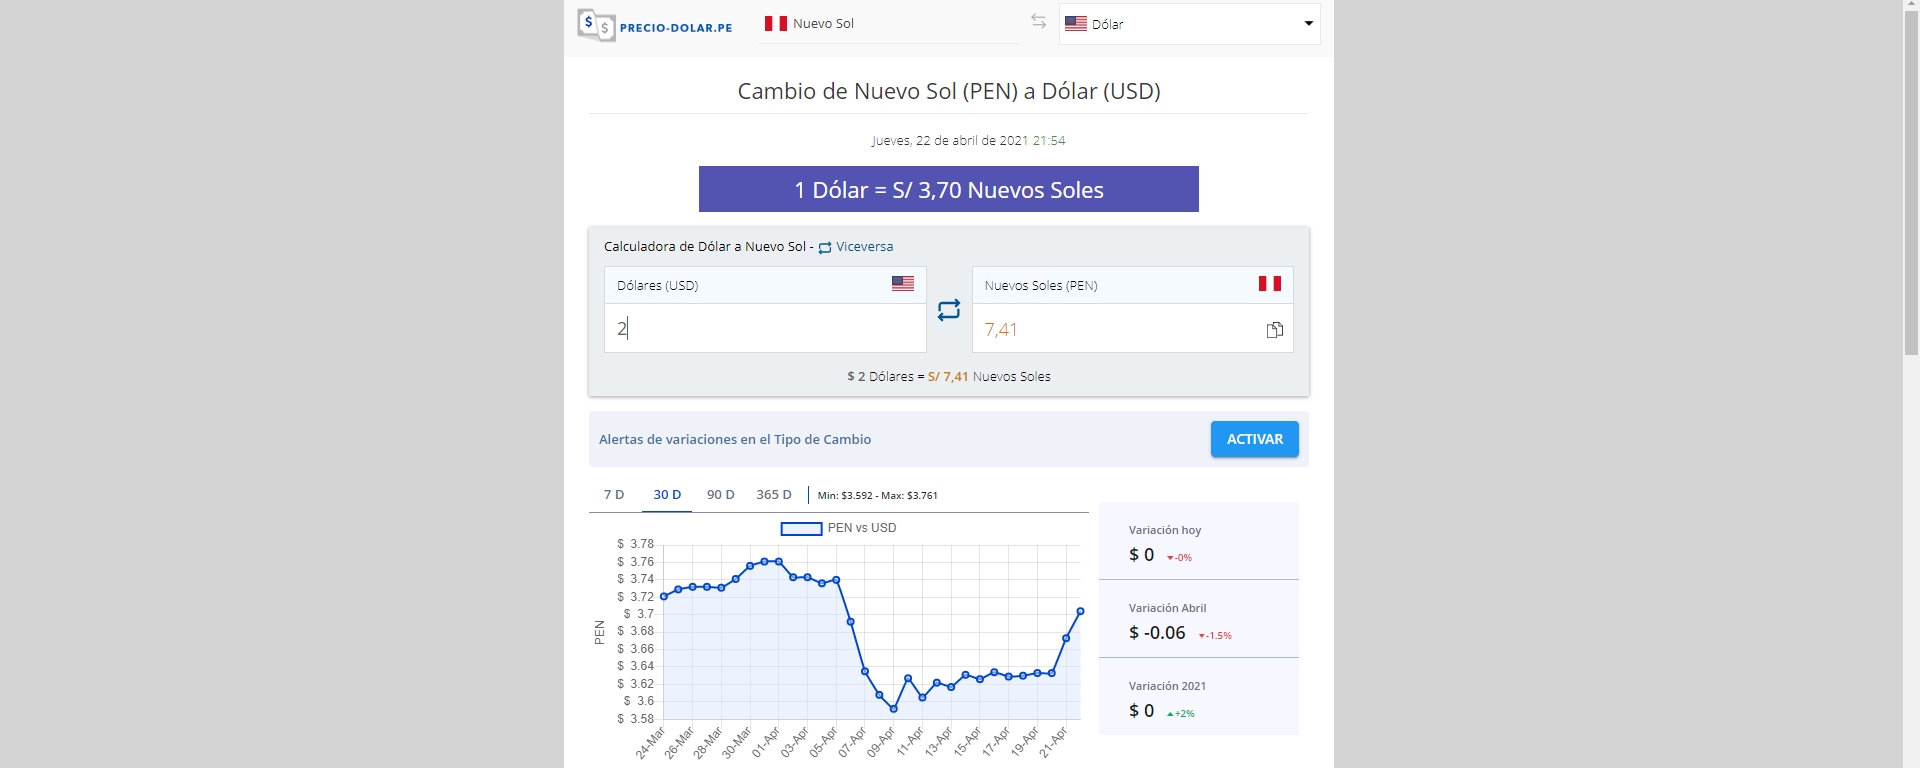 PRECIO-DOLAR.PE
Nuevo Sol
Dólar
Cambio de Nuevo Sol (PEN) a Dólar (USD)
Jueves, 22 de abril de 2021 21:54
1 Dólar = S/ 3,70 Nuevos Soles
Calculadora de Dólar a Nuevo Sol - Viceversa
Dólares (USD)
Nuevos Soles (PEN)
2
7,41
$ 2 Dólares = S/ 7,41 Nuevos Soles
Alertas de variaciones en el Tipo de Cambio
ACTIVAR
7 D 30 D 90 D 365 D Min: $3.592 - Max: $3.761
PEN vs USD
$ 3.78
$ 3.76
$ 3.74
$ 3.72
$ 3.7
$ 3.68
$ 3.66
$ 3.64
$ 3.62
$ 3.6
$ 3.58
PEN
24-Mar 26-Mar 28-Mar 30-Mar 01-Apr 03-Apr 05-Apr 07-Apr 09-Apr 11-Apr 13-Apr 15-Apr 17-Apr 19-Apr 21-Apr
Variación hoy
$ 0 -0%
Variación Abril
$ -0.06 -1.5%
Variación 2021
$ 0 +2%